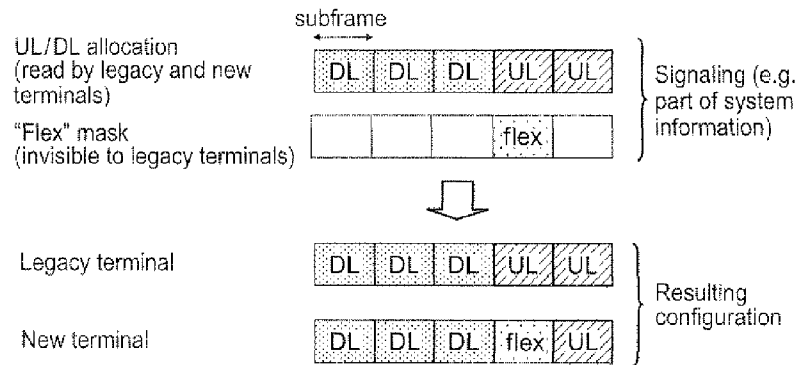 subframe
UL/DL allocation
(read by legacy and new
terminals)
DL DL DL UL UL
Signaling (e.g.
part of system
information)
"Flex" mask
(invisible to legacy terminals)
flex
Legacy terminal
DL DL DL UL UL
Resulting
configuration
New terminal
DL DL DL flex UL